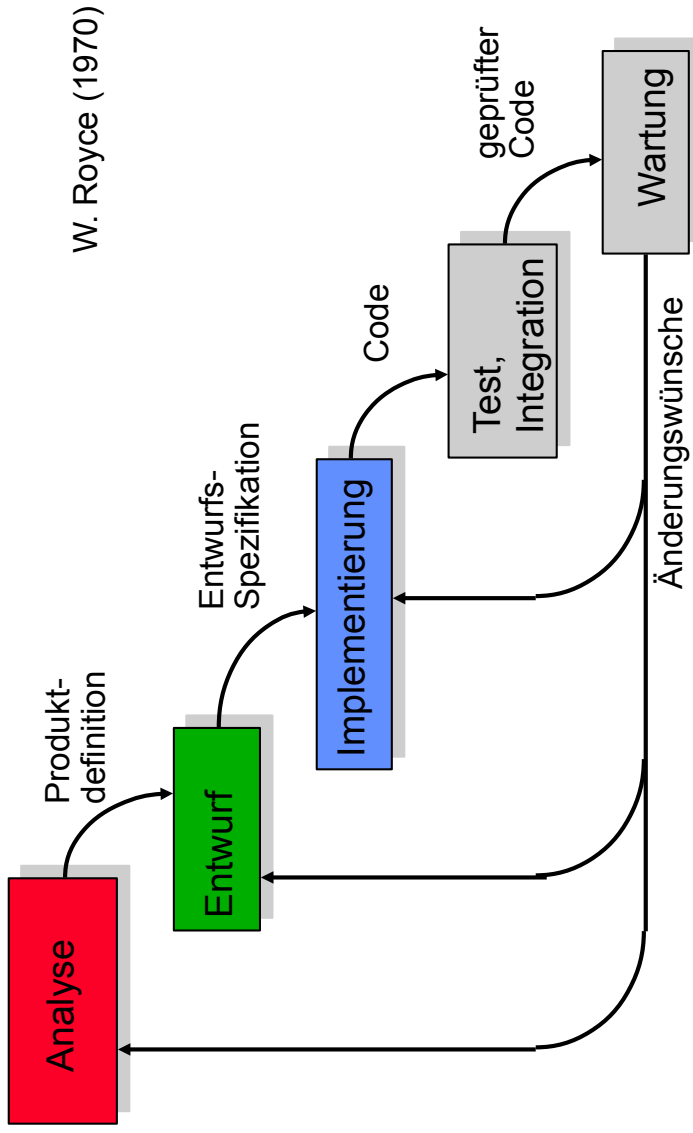 W. Royce (1970)
Analyse
Produkt-
definition
Entwurf
Entwurfs-
Spezifikation
Implementierung
Code
Test,
Integration
geprüfter
Code
Wartung
Änderungswünsche